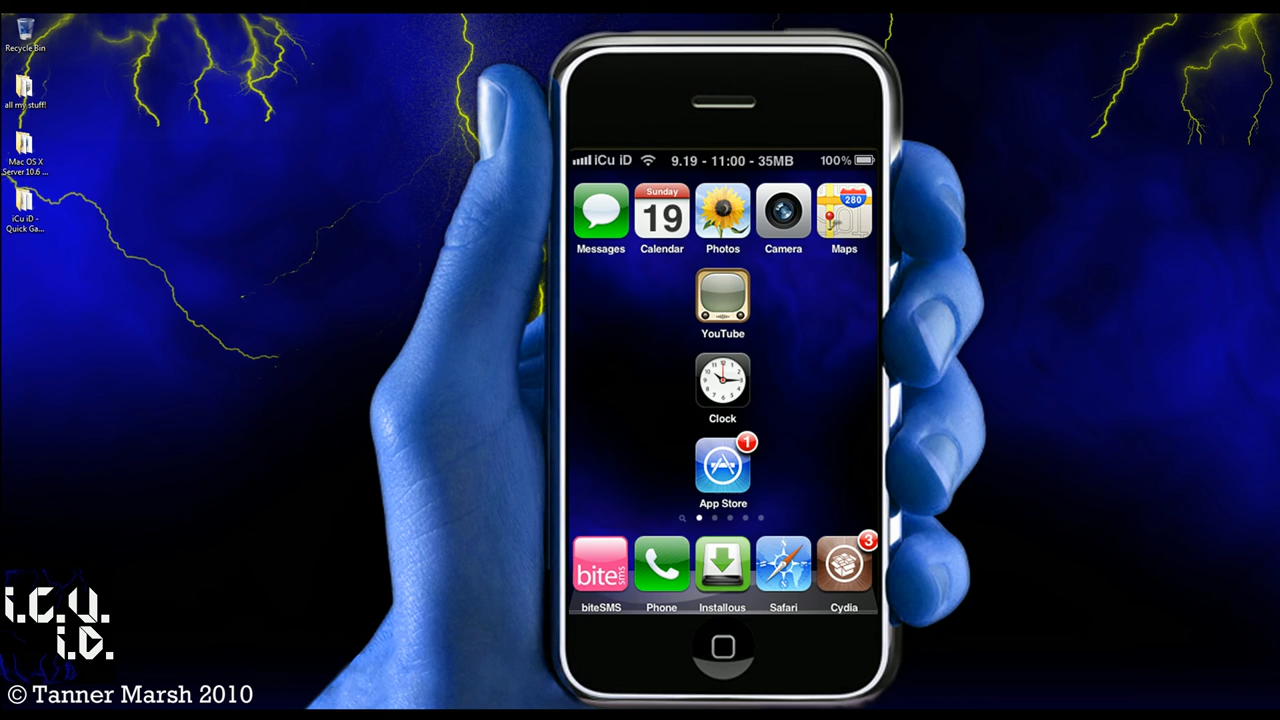 Recycle Bin
all my stuff!
Mac OS X
Server 10.6 ...
iCu iD -
Quick Ga...
iCu iD 9.19 - 11:00 - 35MB 100%
Sunday
19
280
Messages Calendar Photos Camera Maps
YouTube
Clock
1
App Store
3
bite sms
biteSMS Phone Installous Safari Cydia
i.C.U.
i.D.
© Tanner Marsh 2010